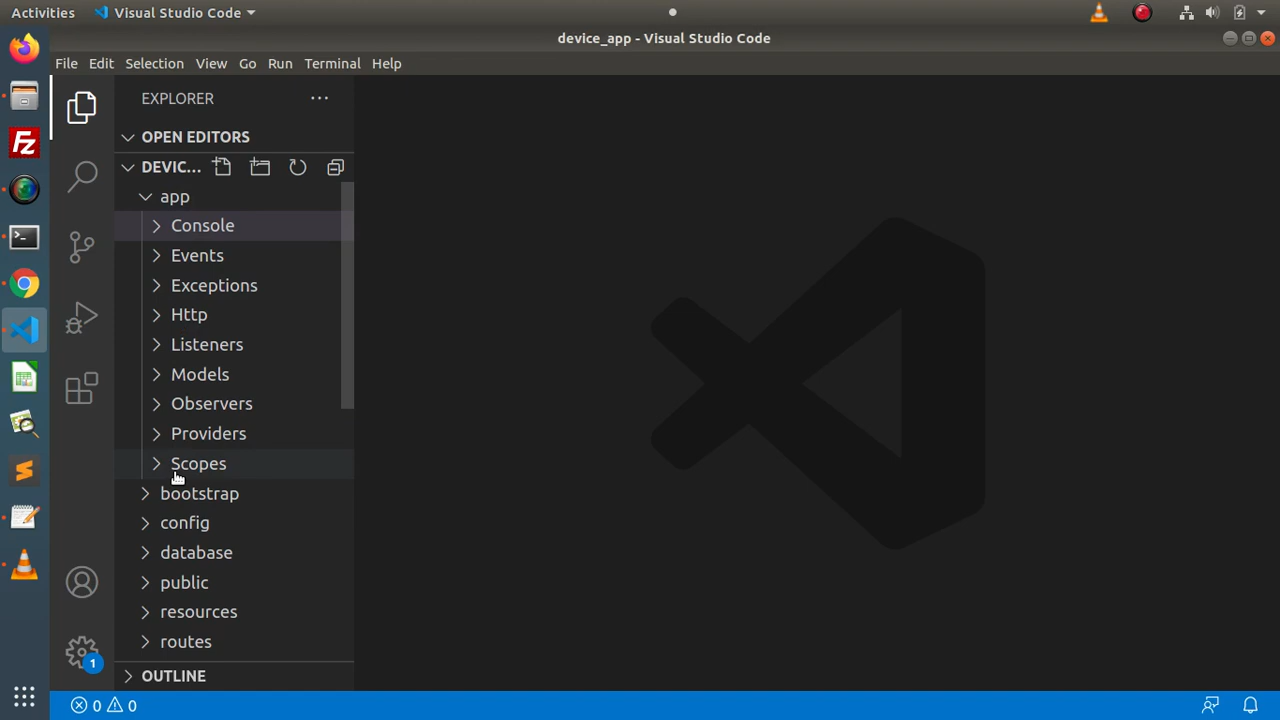 Activities Visual Studio Code
device_app - Visual Studio Code
File Edit Selection View Go Run Terminal Help
EXPLORER
OPEN EDITORS
DEVIC...
app
Console
Events
Exceptions
Http
Listeners
Models
Observers
Providers
Scopes
bootstrap
config
database
public
resources
routes
1
OUTLINE
0 0